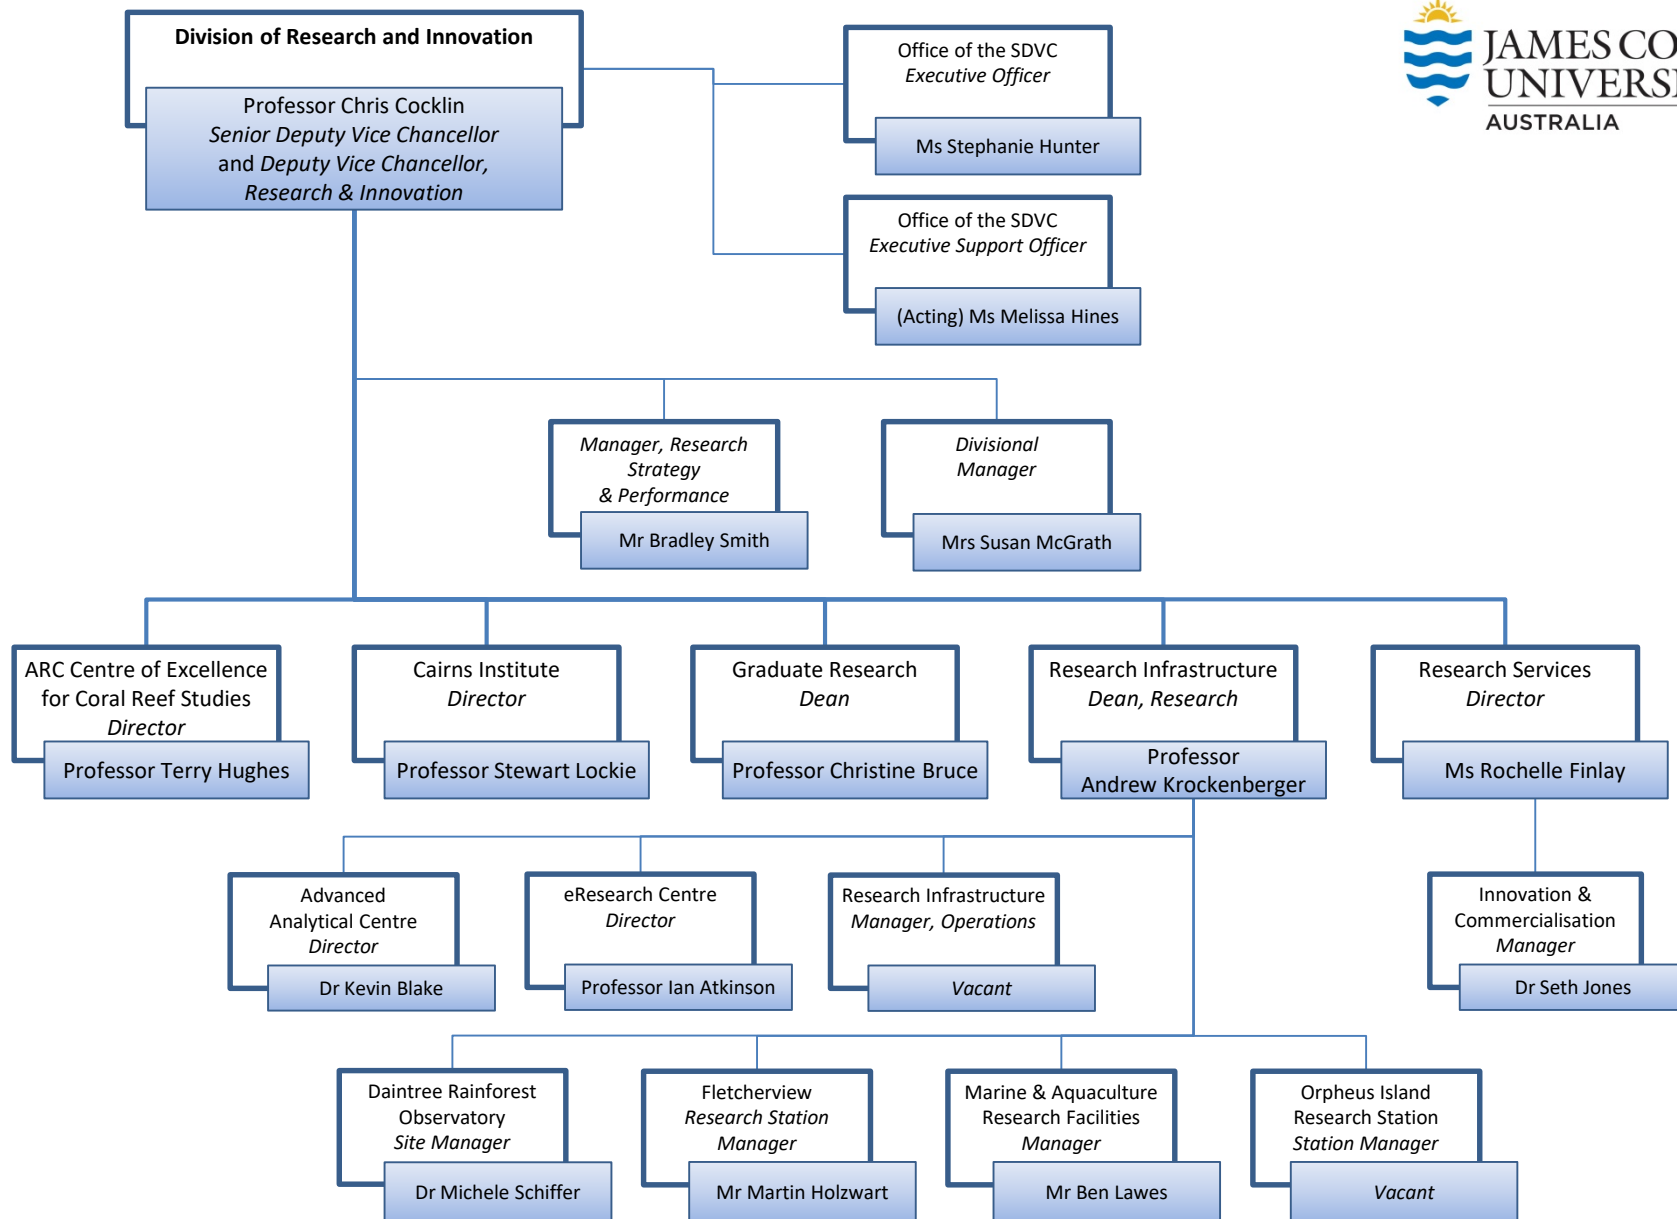 Division of Research and Innovation
Professor Chris Cocklin
Senior Deputy Vice Chancellor
and Deputy Vice Chancellor,
Research & Innovation
Office of the SDVC
Executive Officer
Ms Stephanie Hunter
JAMES CO
UNIVERSI
AUSTRALIA
Office of the SDVC
Executive Support Officer
(Acting) Ms Melissa Hines
Manager, Research
Strategy
& Performance
Mr Bradley Smith
Divisional
Manager
Mrs Susan McGrath
ARC Centre of Excellence
for Coral Reef Studies
Director
Professor Terry Hughes
Cairns Institute
Director
Professor Stewart Lockie
Graduate Research
Dean
Professor Christine Bruce
Research Infrastructure
Dean, Research
Professor
Andrew Krockenberger
Research Services
Director
Ms Rochelle Finlay
Advanced
Analytical Centre
Director
Dr Kevin Blake
eResearch Centre
Director
Professor Ian Atkinson
Research Infrastructure
Manager, Operations
Vacant
Innovation &
Commercialisation
Manager
Dr Seth Jones
Daintree Rainforest
Observatory
Site Manager
Dr Michele Schiffer
Fletcherview
Research Station
Manager
Mr Martin Holzwart
Marine & Aquaculture
Research Facilities
Manager
Mr Ben Lawes
Orpheus Island
Research Station
Station Manager
Vacant